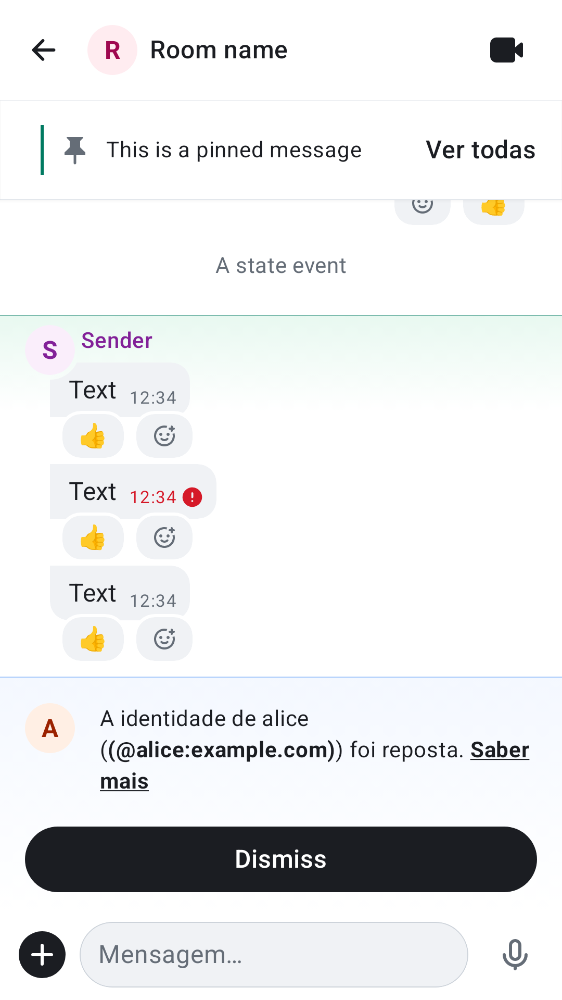 R Room name
This is a pinned message Ver todas
A state event
S Sender
Text 12:34
Text 12:34
Text 12:34
A A identidade de alice
((@alice:example.com)) foi reposta. Saber
mais
Dismiss
Mensagem…